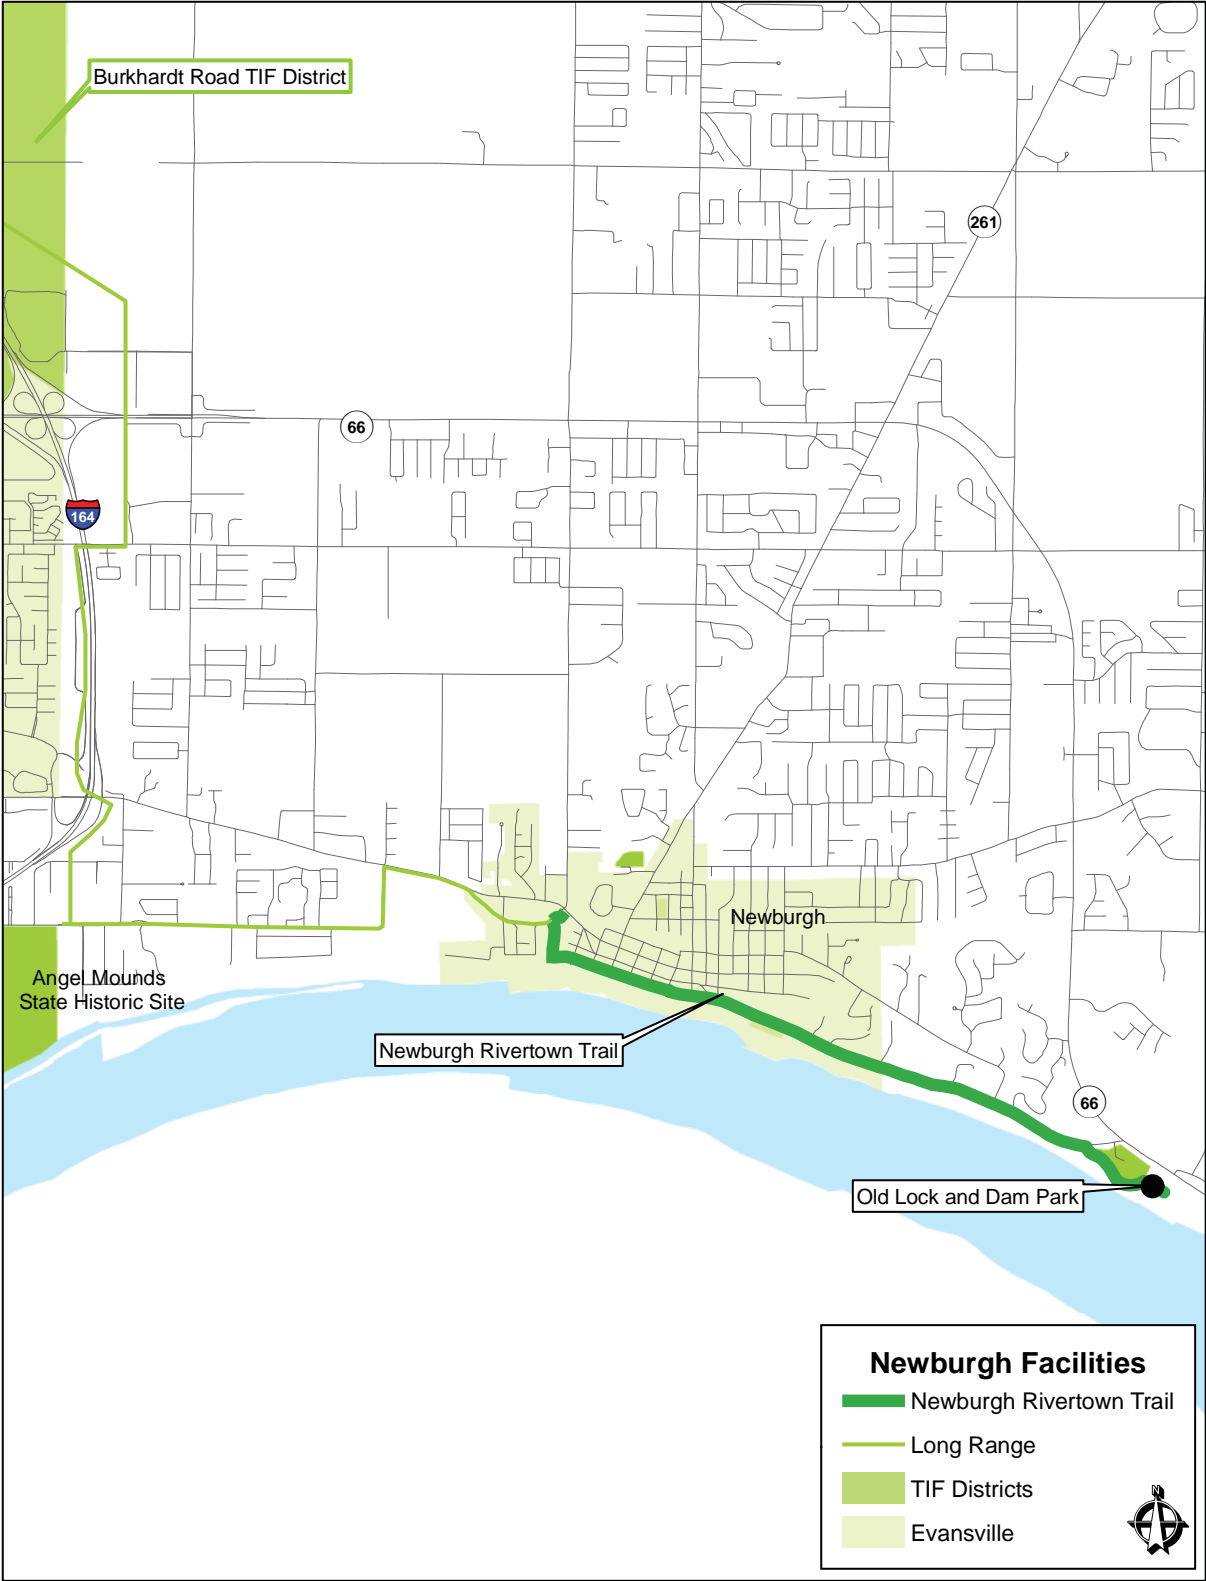 Burkhardt Road TIF District
261
66
164
Newburgh
Angel Mounds
State Historic Site
Newburgh Rivertown Trail
66
Old Lock and Dam Park
Newburgh Facilities
Newburgh Rivertown Trail
Long Range
TIF Districts
Evansville
N